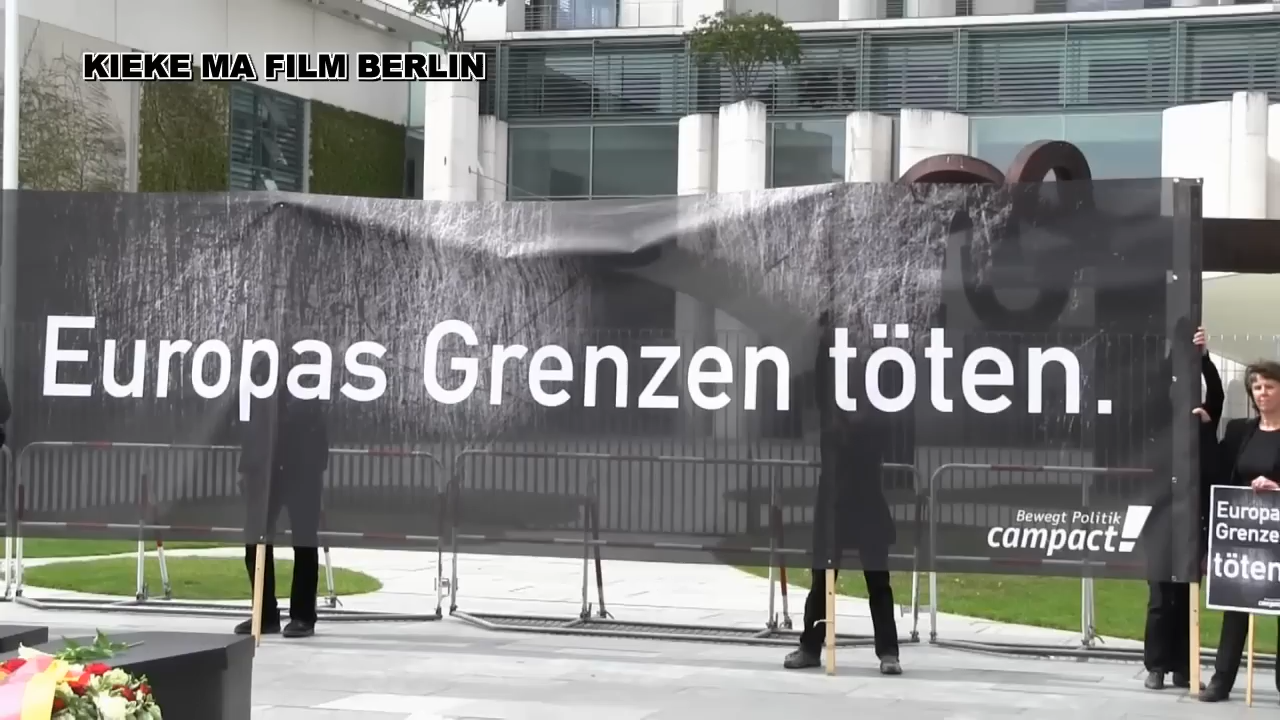 KIEKE MA FILM BERLIN
Europas Grenzen töten.
Bewegt Politik
campact!
Europa
Grenze
töten